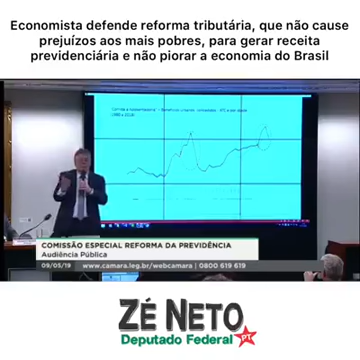 Economista defende reforma tributária, que não cause
prejuízos aos mais pobres, para gerar receita
previdenciária e não piorar a economia do Brasil
COMISSÃO ESPECIAL REFORMA DA PREVIDÊNCIA
Audiência Pública
09/05/19 www.camara.leg.br/webcamara | 0800 619 619
ZÉ NETO
Deputado Federal PT